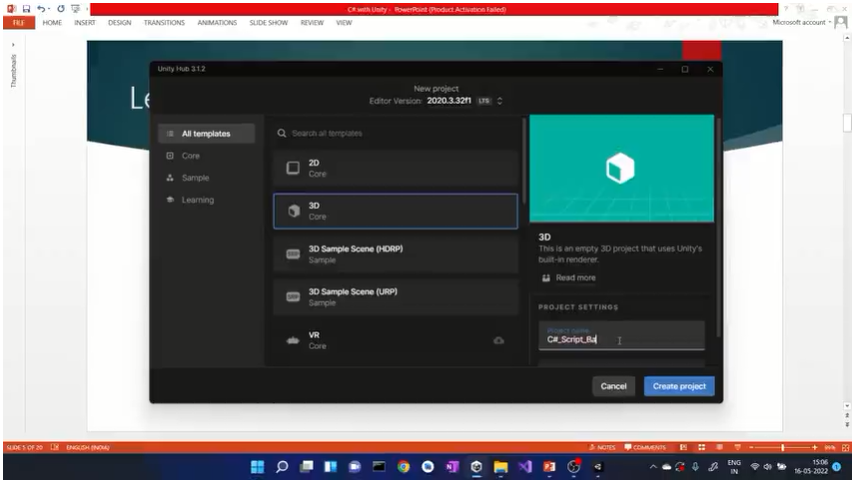 C# with Unity - PowerPoint (Product Activation Failed)
FILE HOME INSERT DESIGN TRANSITIONS ANIMATIONS SLIDE SHOW REVIEW VIEW Microsoft account
Thumbnails
Le
Unity Hub 3.1.2
New project
Editor Version: 2020.3.32f1 LTS
All templates
Core
Sample
Learning
Search all templates
2D
Core
3D
Core
3D Sample Scene (HDRP)
Sample
3D Sample Scene (URP)
Sample
VR
Core
3D
This is an empty 3D project that uses Unity's
built-in renderer.
Read more
PROJECT SETTINGS
Project name
C#_Script_Ba
Cancel Create project
SLIDE 1 OF 20 ENGLISH (INDIA) NOTES COMMENTS
ENG
IN
15:06
16-05-2022